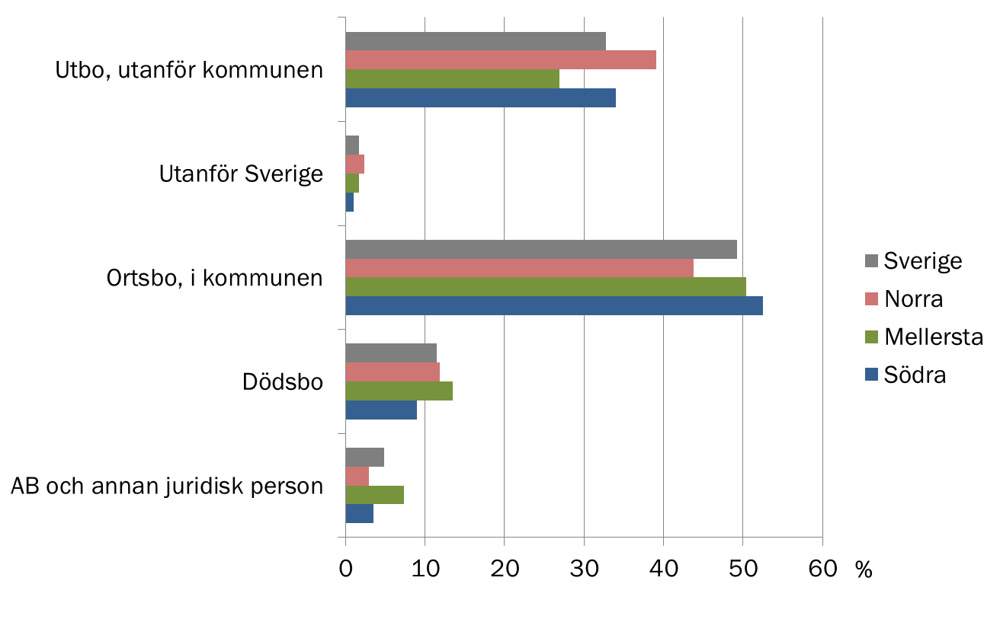 Utbo, utanför kommunen
Utanför Sverige
Ortsbo, i kommunen
Dödsbo
AB och annan juridisk person
0 10 20 30 40 50 60 %
Sverige
Norra
Mellersta
Södra